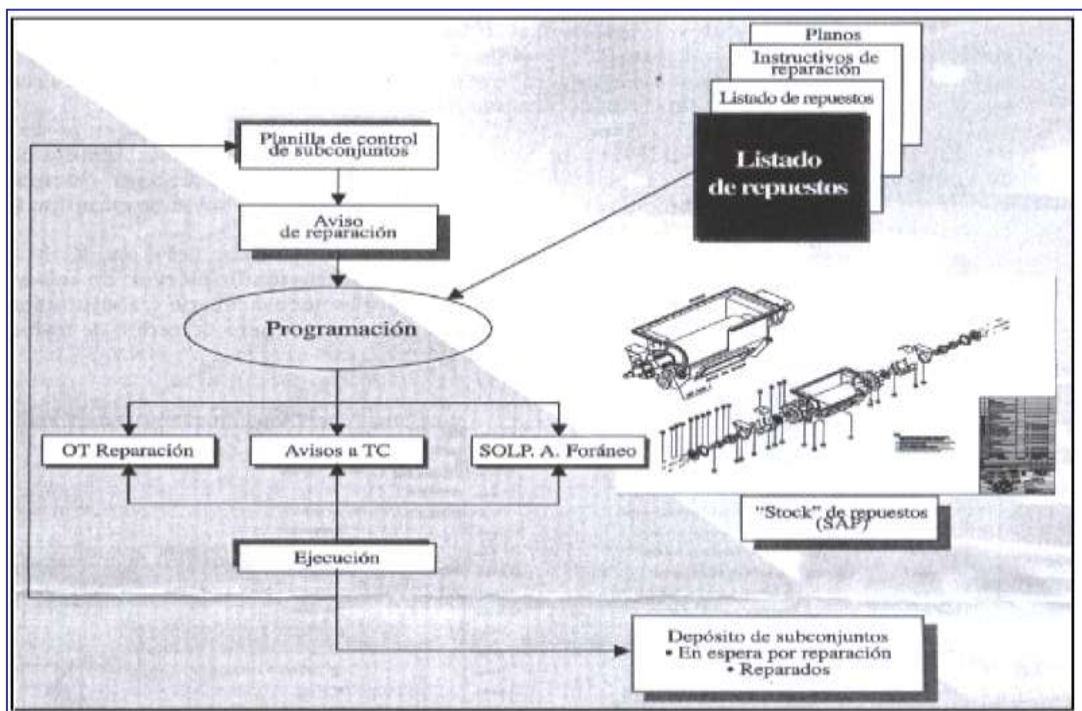 Planos
Instructivos de
reparación
Listado de repuestos
Listado
de repuestos
Planilla de control
de subconjuntos
Aviso
de reparación
Programación
OT Reparación
Avisos a TC
SOLP. A. Foráneo
"Stock" de repuestos
(SAP)
Ejecución
Depósito de subconjuntos
• En espera por reparación
• Reparados